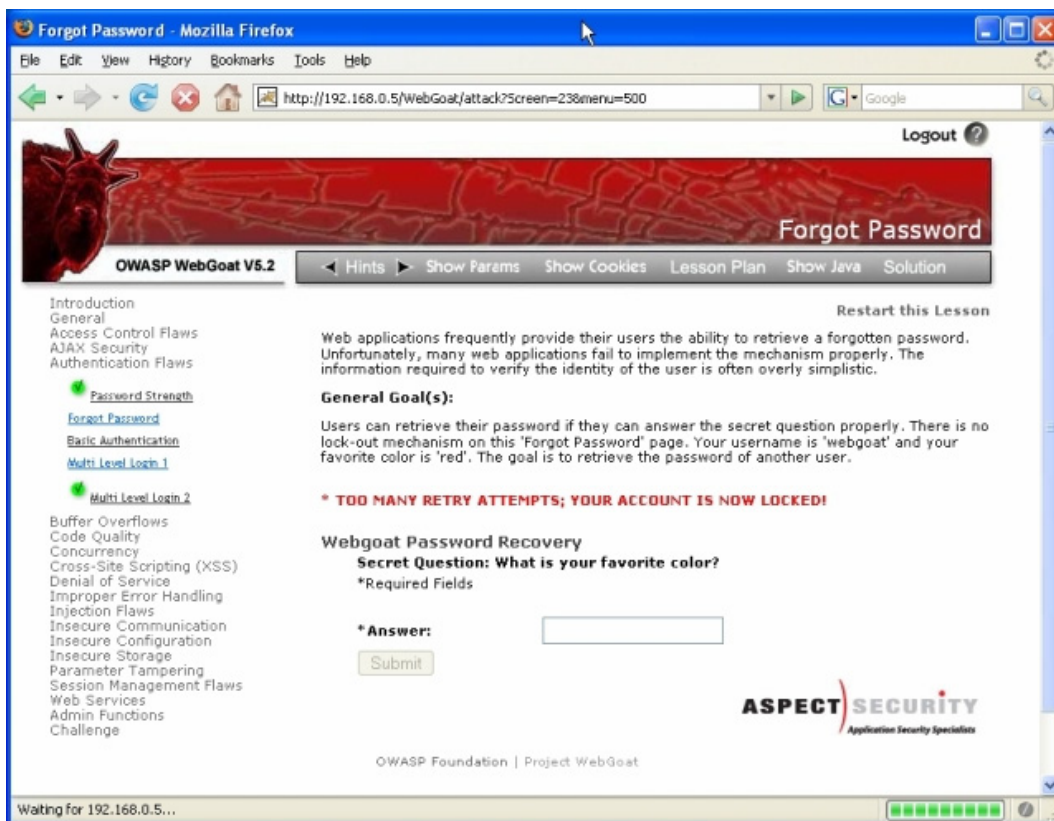 Forgot Password - Mozilla Firefox
File Edit View History Bookmarks Tools Help
http://192.168.0.5/WebGoat/attack?Screen=23&menu=500
G Google
Logout ?
Forgot Password
OWASP WebGoat V5.2
Hints Show Params Show Cookies Lesson Plan Show Java Solution
Introduction
General
Access Control Flaws
AJAX Security
Authentication Flaws
Password Strength
Forgot Password
Basic Authentication
Multi Level Login 1
Multi Level Login 2
Buffer Overflows
Code Quality
Concurrency
Cross-Site Scripting (XSS)
Denial of Service
Improper Error Handling
Injection Flaws
Insecure Communication
Insecure Configuration
Insecure Storage
Parameter Tampering
Session Management Flaws
Web Services
Admin Functions
Challenge
Restart this Lesson
Web applications frequently provide their users the ability to retrieve a forgotten password.
Unfortunately, many web applications fail to implement the mechanism properly. The
information required to verify the identity of the user is often overly simplistic.
General Goal(s):
Users can retrieve their password if they can answer the secret question properly. There is no
lock-out mechanism on this 'Forgot Password' page. Your username is 'webgoat' and your
favorite color is 'red'. The goal is to retrieve the password of another user.
* TOO MANY RETRY ATTEMPTS; YOUR ACCOUNT IS NOW LOCKED!
Webgoat Password Recovery
Secret Question: What is your favorite color?
*Required Fields
*Answer:
Submit
ASPECT SECURITY
Application Security Specialists
OWASP Foundation | Project WebGoat
Waiting for 192.168.0.5...